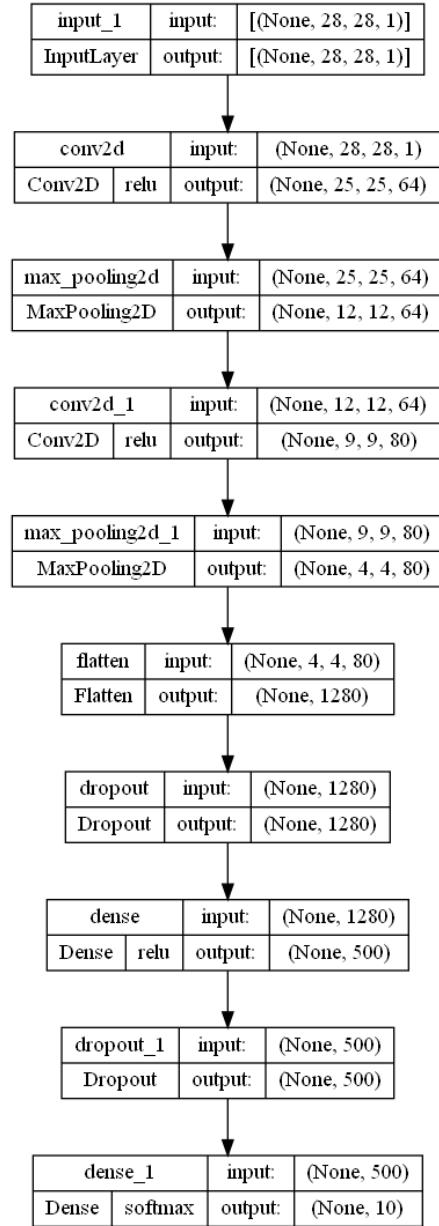 input_1 input: [(None, 28, 28, 1)]
InputLayer output: [(None, 28, 28, 1)]
conv2d input: (None, 28, 28, 1)
Conv2D relu output: (None, 25, 25, 64)
max_pooling2d input: (None, 25, 25, 64)
MaxPooling2D output: (None, 12, 12, 64)
conv2d_1 input: (None, 12, 12, 64)
Conv2D relu output: (None, 9, 9, 80)
max_pooling2d_1 input: (None, 9, 9, 80)
MaxPooling2D output: (None, 4, 4, 80)
flatten input: (None, 4, 4, 80)
Flatten output: (None, 1280)
dropout input: (None, 1280)
Dropout output: (None, 1280)
dense input: (None, 1280)
Dense relu output: (None, 500)
dropout_1 input: (None, 500)
Dropout output: (None, 500)
dense_1 input: (None, 500)
Dense softmax output: (None, 10)